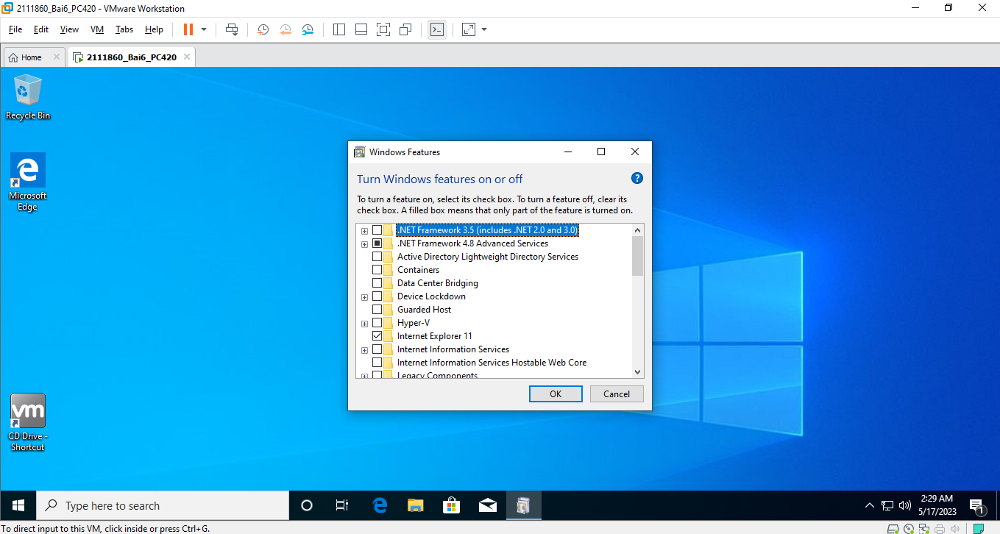 2111860_Bai6_PC420 - VMware Workstation
File Edit View VM Tabs Help
Home 2111860_Bai6_PC420
Recycle Bin
Microsoft
Edge
vm
CD Drive -
Shortcut
Windows Features
Turn Windows features on or off
To turn a feature on, select its check box. To turn a feature off, clear its
check box. A filled box means that only part of the feature is turned on.
.NET Framework 3.5 (includes .NET 2.0 and 3.0)
.NET Framework 4.8 Advanced Services
Active Directory Lightweight Directory Services
Containers
Data Center Bridging
Device Lockdown
Guarded Host
Hyper-V
Internet Explorer 11
Internet Information Services
Internet Information Services Hostable Web Core
Legacy Components
OK Cancel
Type here to search
2:29 AM
5/17/2023
1
To direct input to this VM, click inside or press Ctrl+G.